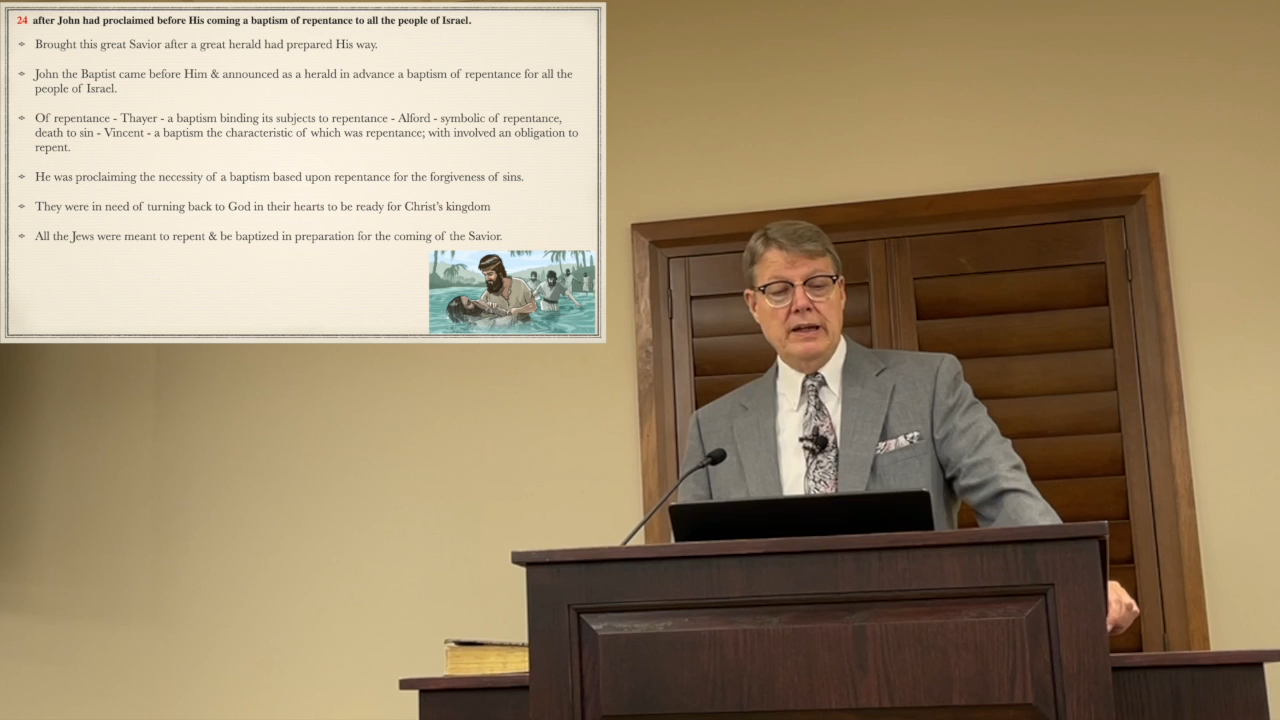 24 after John had proclaimed before His coming a baptism of repentance to all the people of Israel.
Brought this great Savior after a great herald had prepared His way.
John the Baptist came before Him & announced as a herald in advance a baptism of repentance for all the
people of Israel.
Of repentance - Thayer - a baptism binding its subjects to repentance - Alford - symbolic of repentance,
death to sin - Vincent - a baptism the characteristic of which was repentance; with involved an obligation to
repent.
He was proclaiming the necessity of a baptism based upon repentance for the forgiveness of sins.
They were in need of turning back to God in their hearts to be ready for Christ's kingdom
All the Jews were meant to repent & be baptized in preparation for the coming of the Savior.